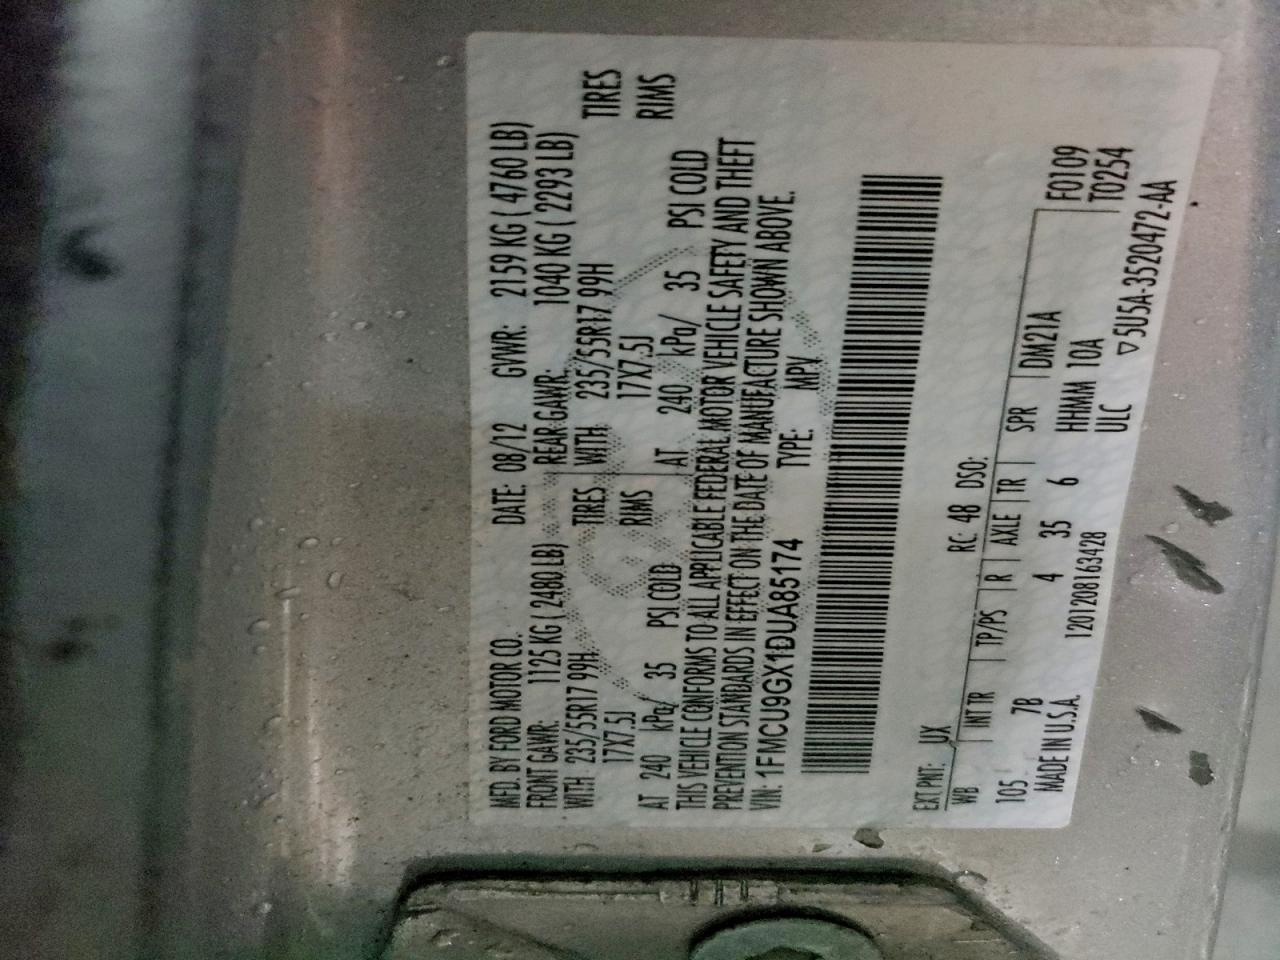 MFD. BY FORD MOTOR CO. DATE: 08/12 GVWR: 2159 KG ( 4760 LB)
FRONT GAWR: 1125 KG ( 2480 LB) REAR GAWR: 1040 KG ( 2293 LB)
WITH 235/55R17 99H TIRES WITH 235/55R17 99H TIRES
17X7.5J RIMS 17X7.5J RIMS
AT 240 kPa/ 35 PSI COLD AT 240 kPa/ 35 PSI COLD
THIS VEHICLE CONFORMS TO ALL APPLICABLE FEDERAL MOTOR VEHICLE SAFETY AND THEFT
PREVENTION STANDARDS IN EFFECT ON THE DATE OF MANUFACTURE SHOWN ABOVE.
VIN: 1FMCU9GX1DUA85174 TYPE: MPV
EXT PNT: UX RC: 48 DSO:
WB INT TR TP/PS R AXLE TR SPR DM21A F0109
105 7B 4 35 6 HHMM 10A T0254
MADE IN U.S.A. 1201208163428 ULC ▽5U5A-3520472-AA